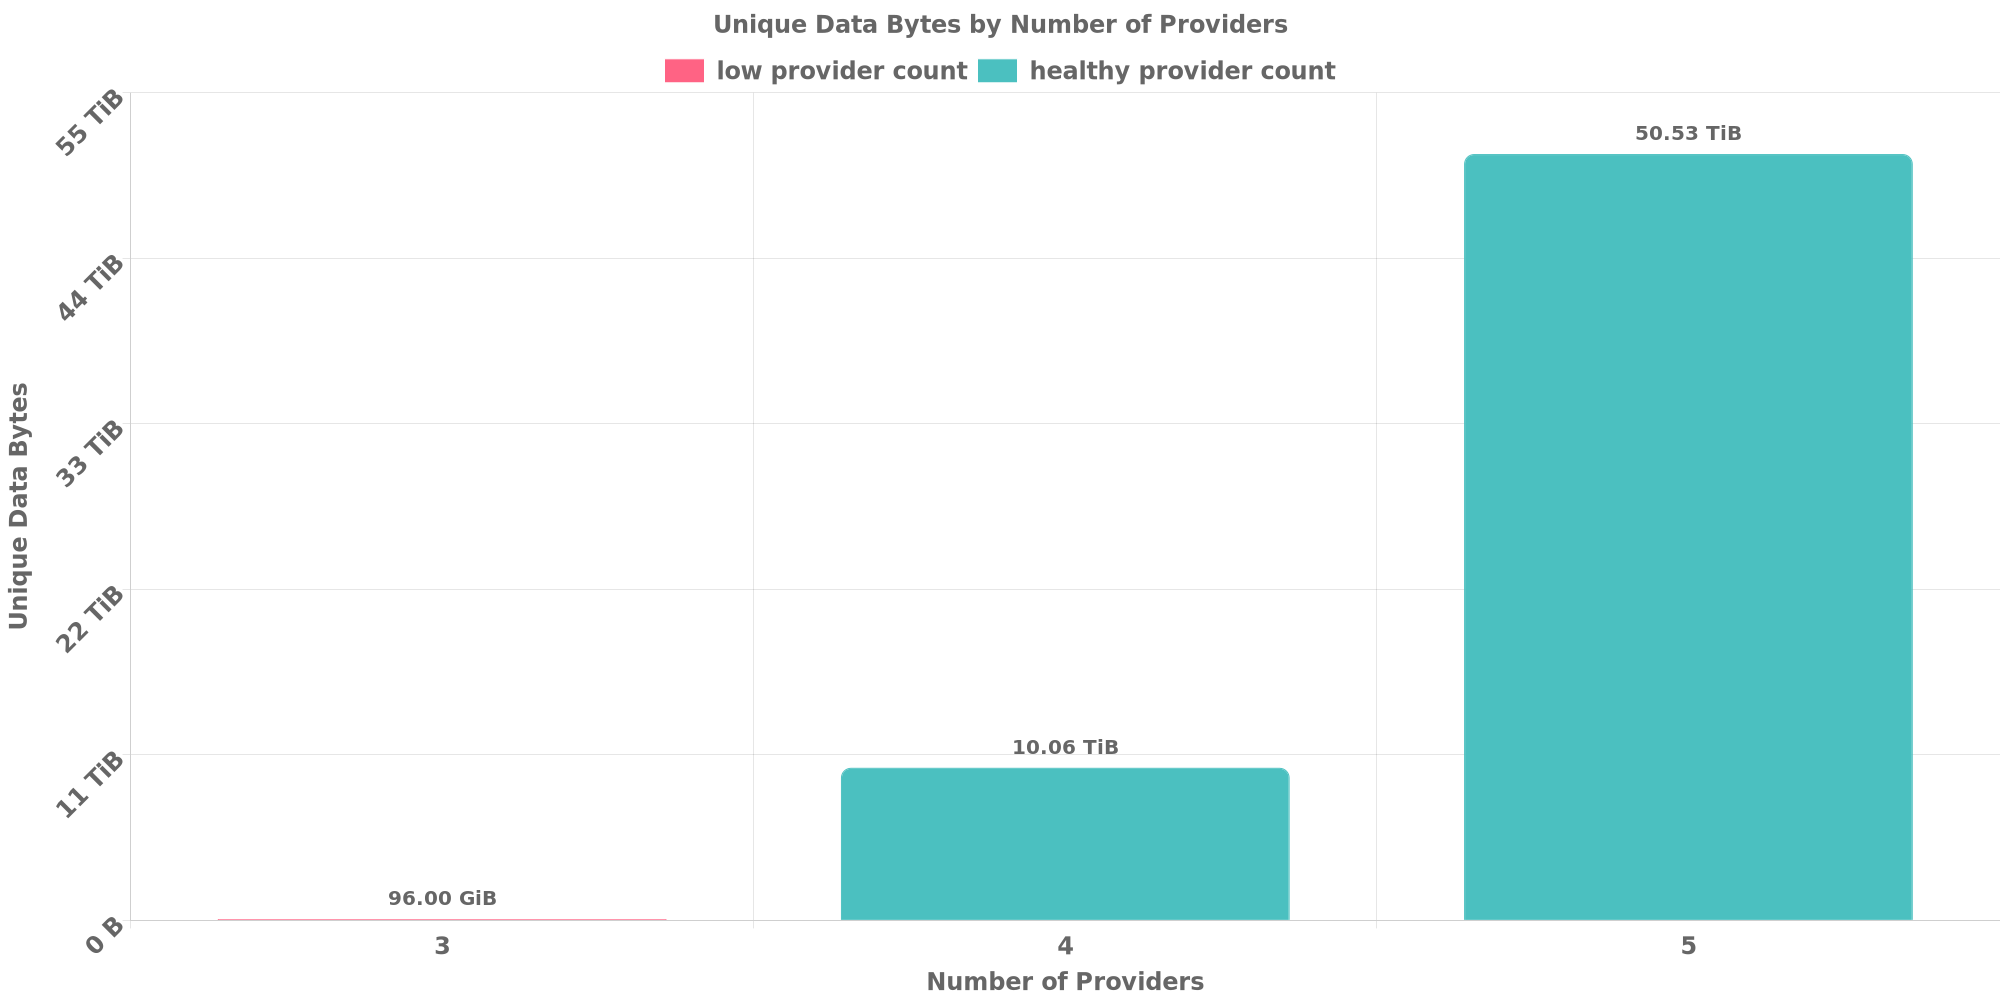 Unique Data Bytes by Number of Providers
low provider count healthy provider count
55 TiB
44 TiB
33 TiB
22 TiB
11 TiB
0 B
Unique Data Bytes
96.00 GiB
10.06 TiB
50.53 TiB
3 4 5
Number of Providers